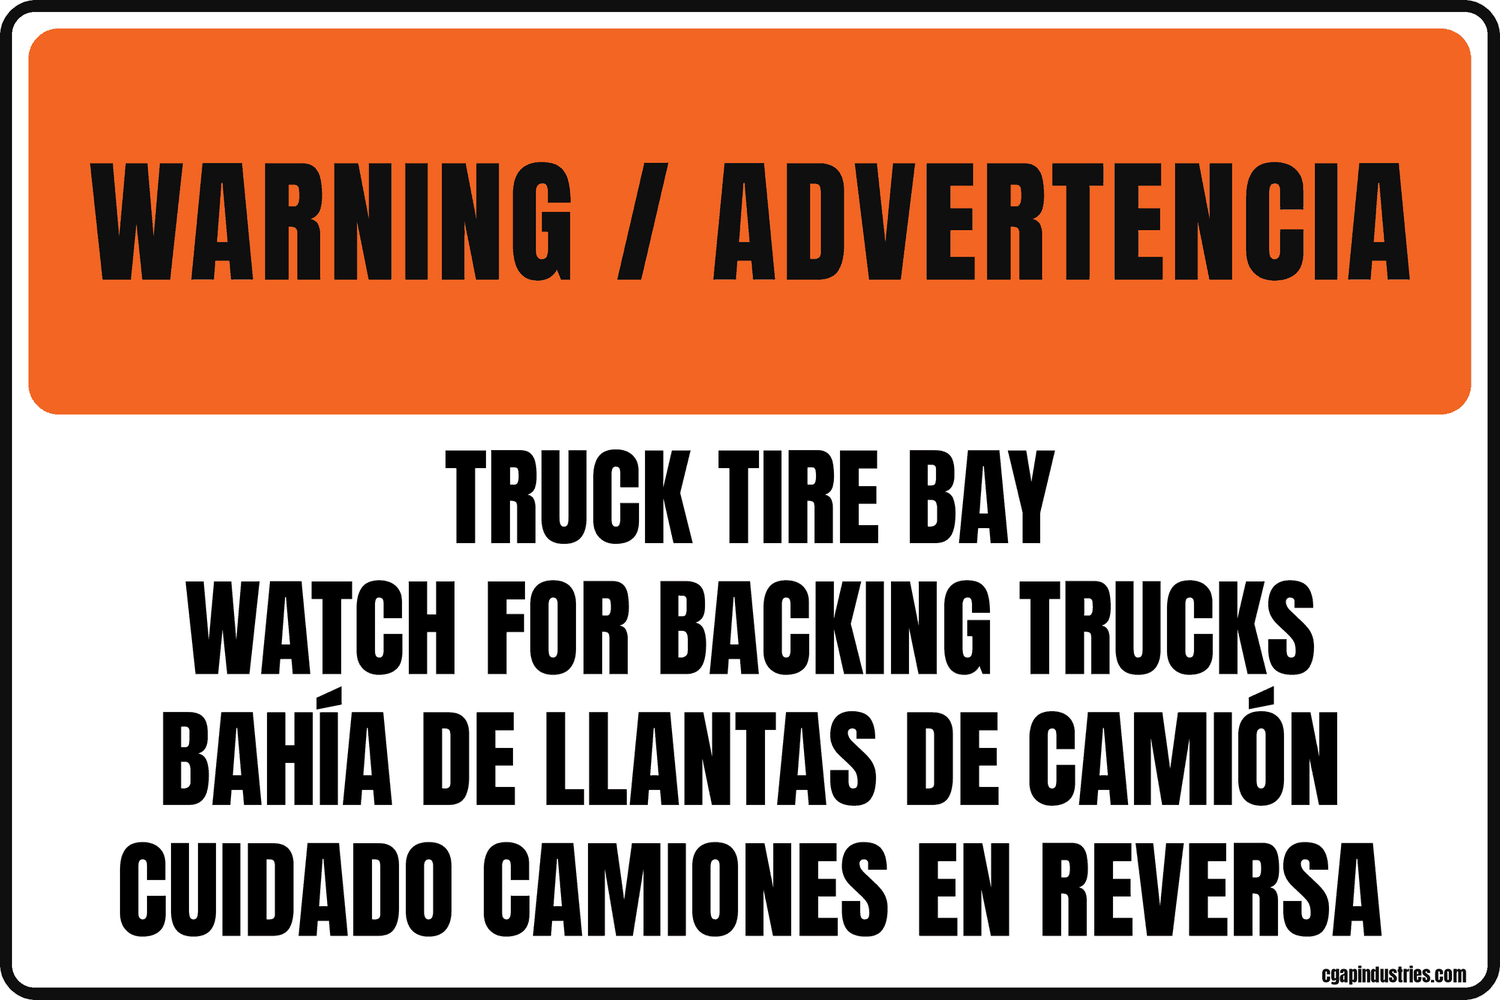 WARNING / ADVERTENCIA
TRUCK TIRE BAY
WATCH FOR BACKING TRUCKS
BAHÍA DE LLANTAS DE CAMIÓN
CUIDADO CAMIONES EN REVERSA
cgapindustries.com